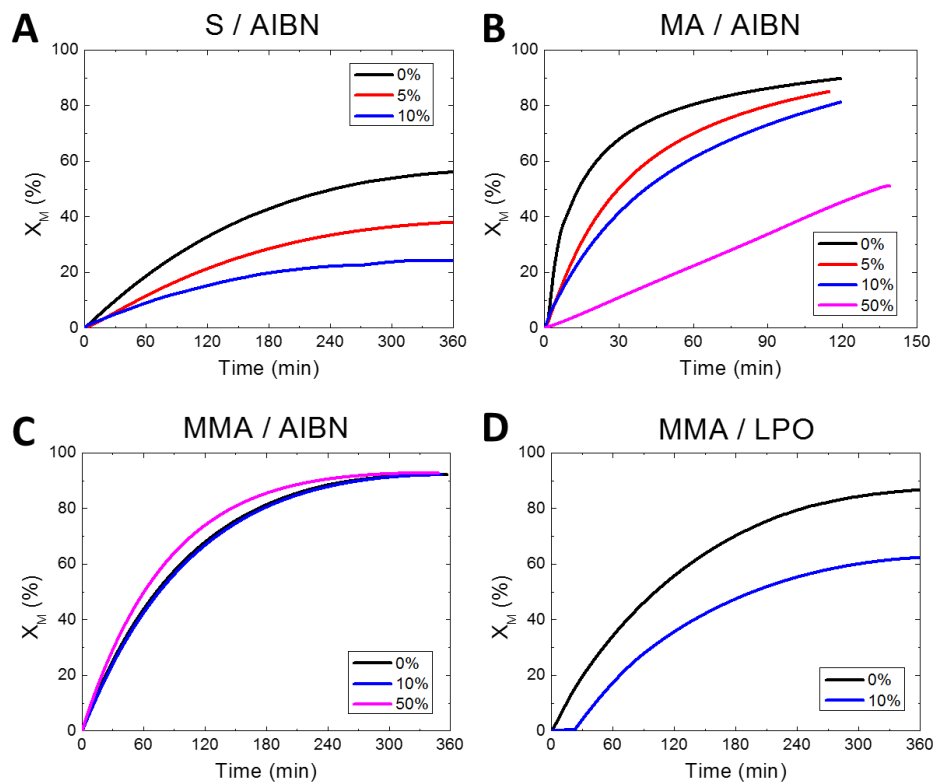 A
S / AIBN
100
80
60
40
20
0
X_M (%)
0 60 120 180 240 300 360
Time (min)
0%
5%
10%
B
MA / AIBN
100
80
60
40
20
0
X_M (%)
0 30 60 90 120 150
Time (min)
0%
5%
10%
50%
C
MMA / AIBN
100
80
60
40
20
0
X_M (%)
0 60 120 180 240 300 360
Time (min)
0%
10%
50%
D
MMA / LPO
100
80
60
40
20
0
X_M (%)
0 60 120 180 240 300 360
Time (min)
0%
10%